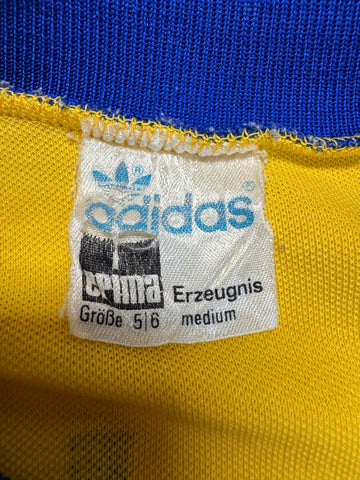 ®
adidas ®
erima Erzeugnis
Größe 5/6 medium